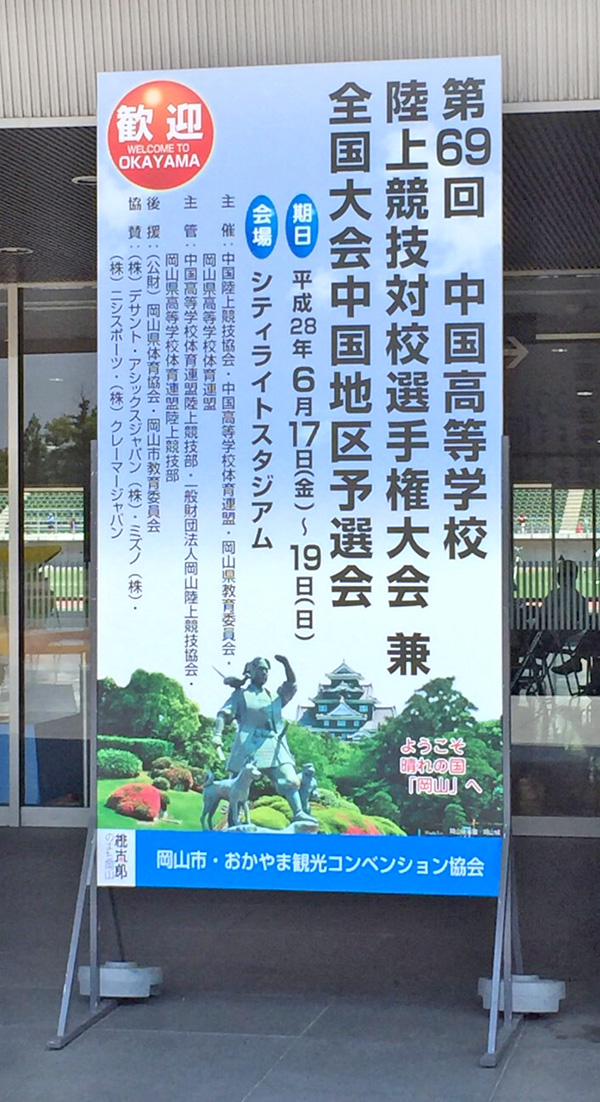 第69回 中国高等学校
陸上競技対校選手権大会 兼
全国大会中国地区予選会
期日 平成28年 6月17日(金)～19日(日)
会場 シティライトスタジアム
主催:中国陸上競技協会・中国高等学校体育連盟・岡山県教育委員会・
岡山県高等学校体育連盟
主管:中国高等学校体育連盟陸上競技部・一般財団法人岡山陸上競技協会・
岡山県高等学校体育連盟陸上競技部
後援:(公財)岡山県体育協会・岡山市教育委員会
協賛:(株)デサント・アシックスジャパン(株)・ミズノ(株)・
(株)ニシスポーツ・(株)クレーマージャパン
歓迎
WELCOME TO
OKAYAMA
ようこそ
晴れの国
「岡山」へ
桃太郎
のまち岡山
岡山市・おかやま観光コンベンション協会